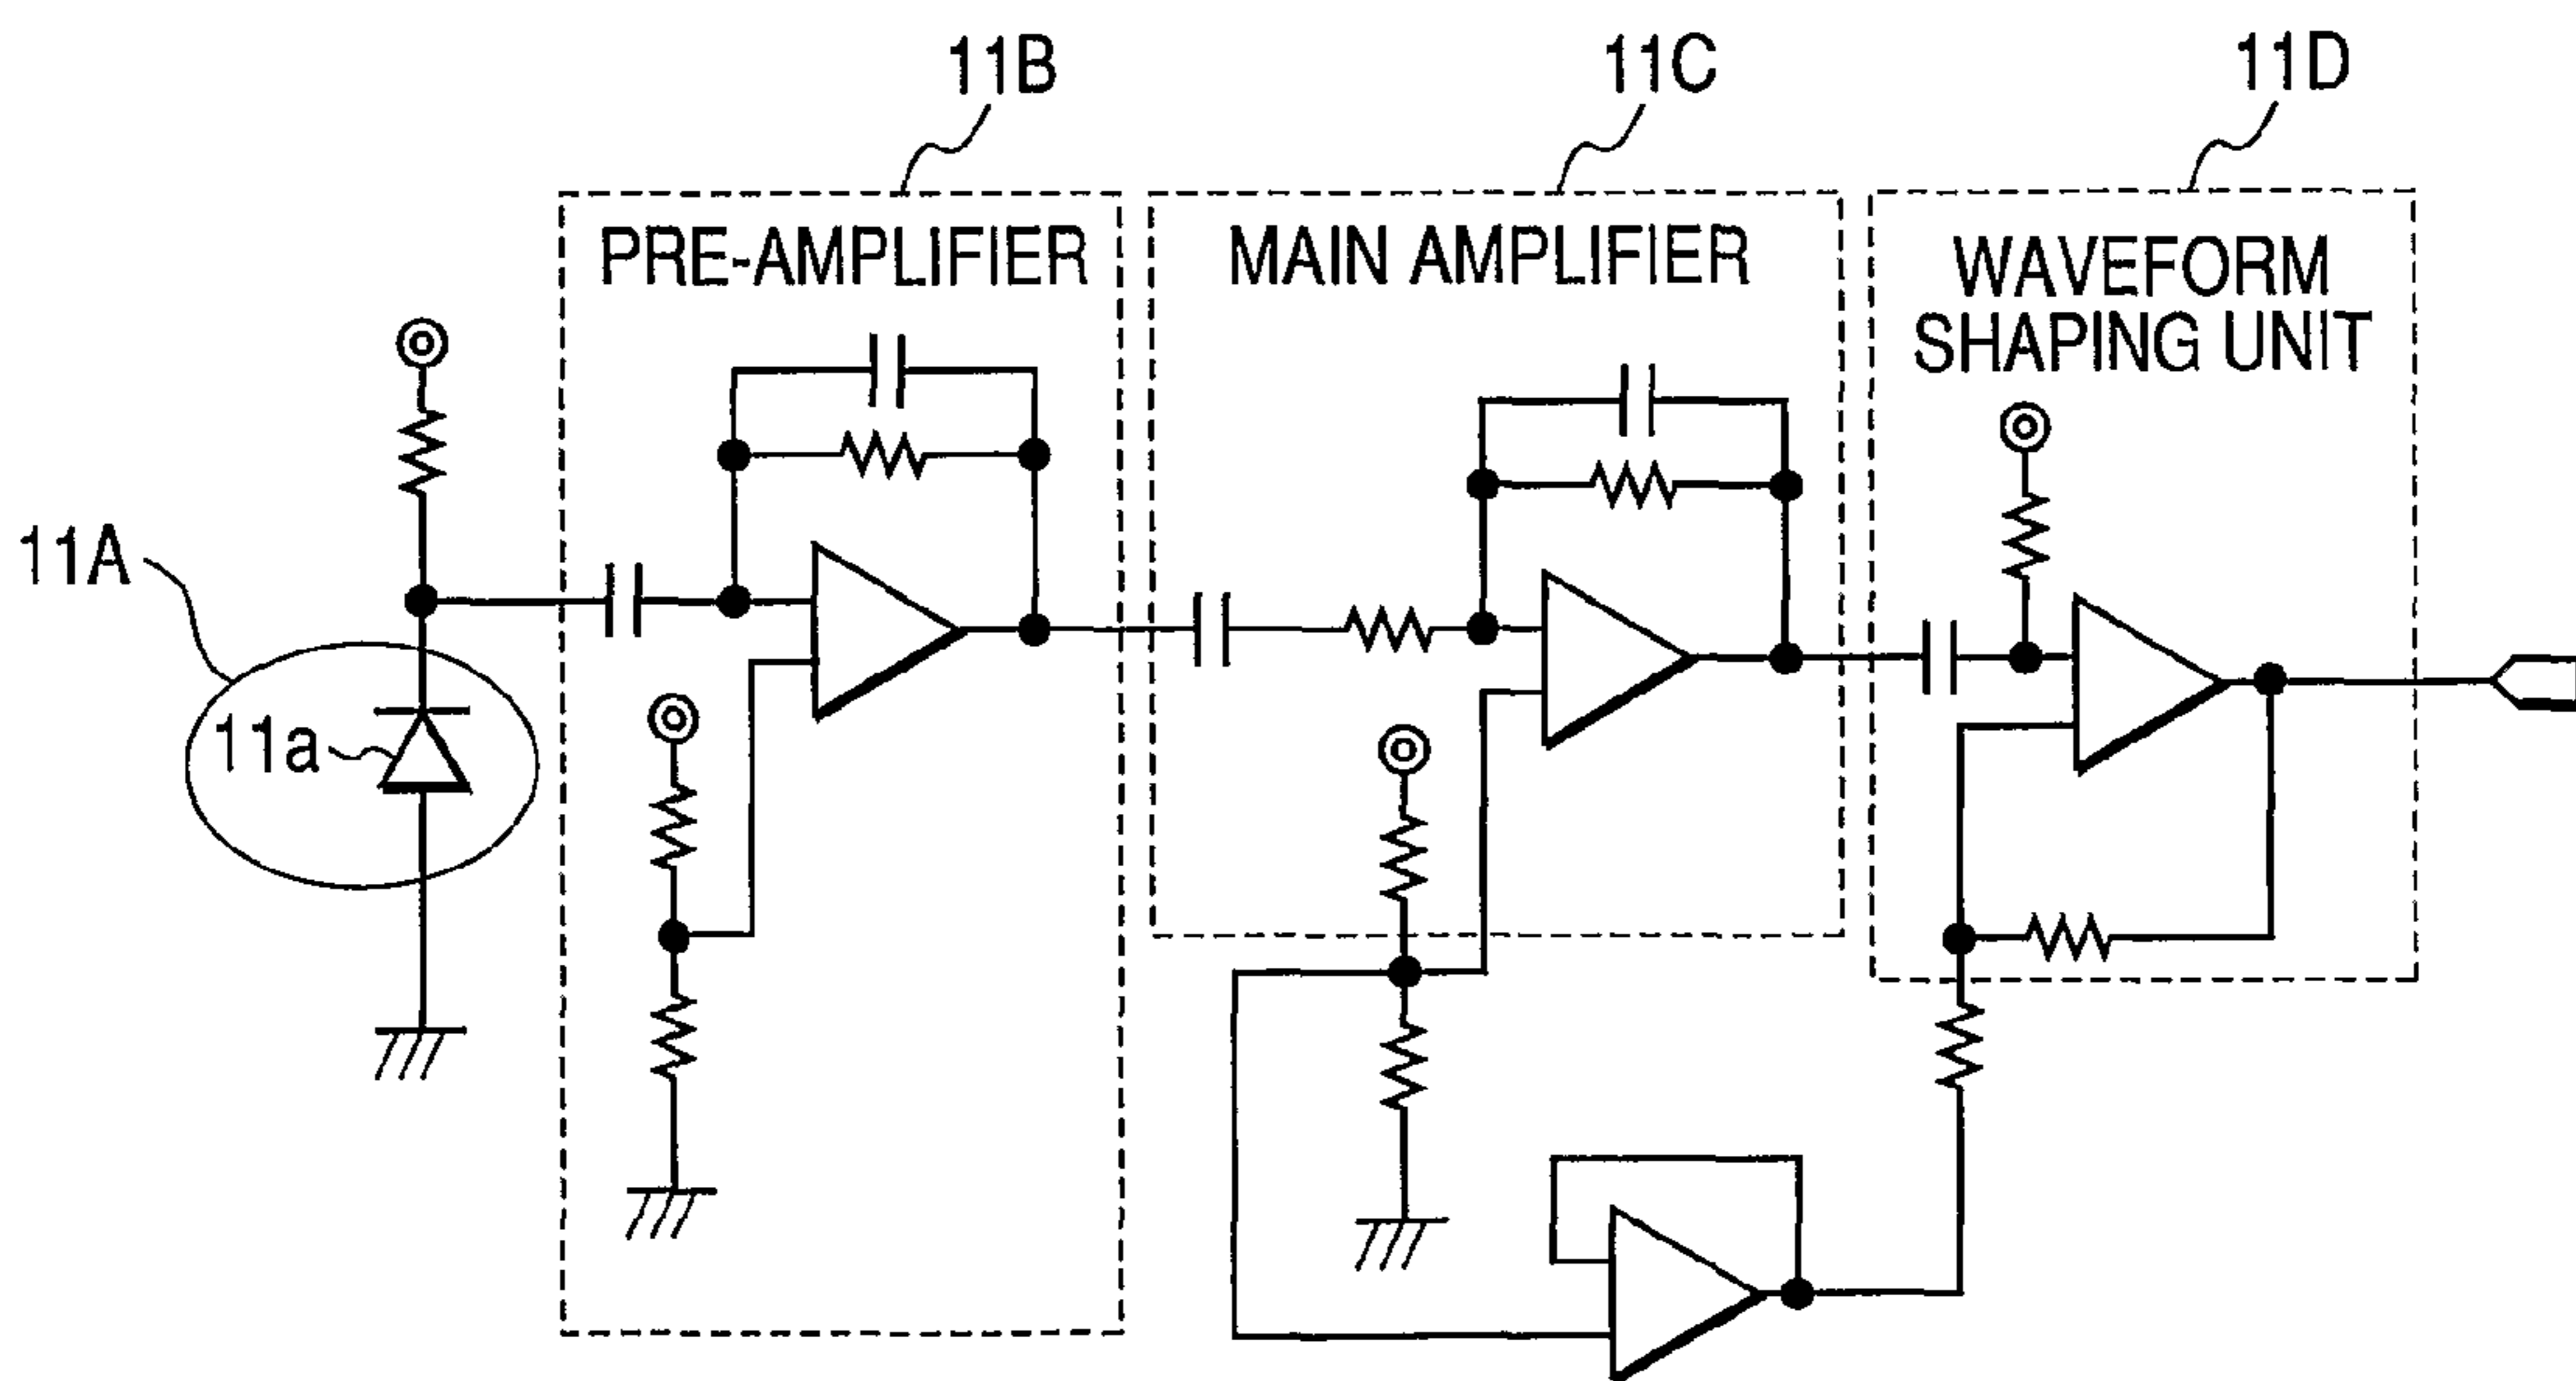 11B
11C
11D
PRE-AMPLIFIER
MAIN AMPLIFIER
WAVEFORM
SHAPING UNIT
11A
11a